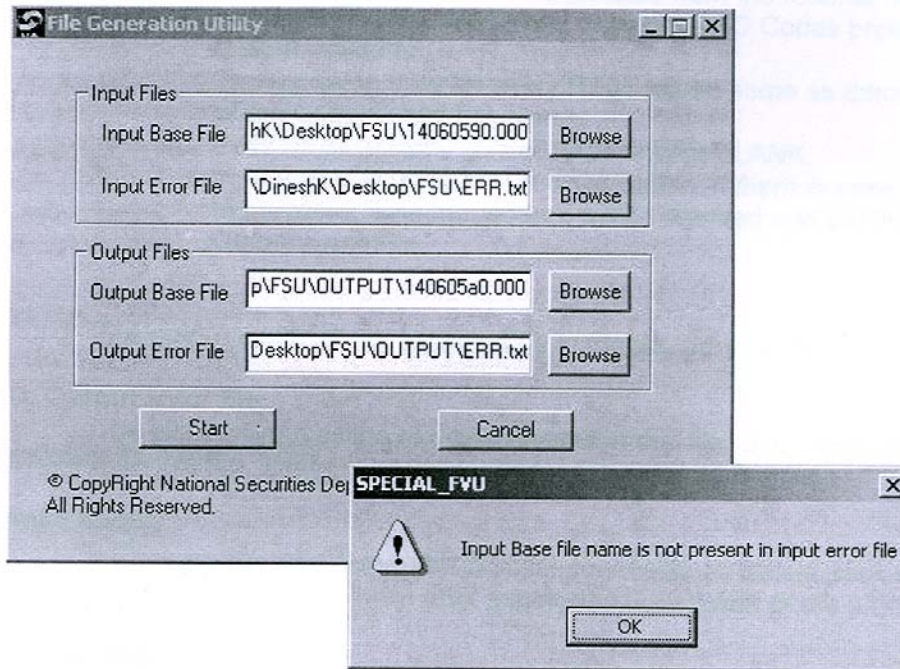 File Generation Utility
Input Files
Input Base File hK\Desktop\FSU\14060590.000 Browse
Input Error File \DineshK\Desktop\FSU\ERR.txt Browse
Output Files
Output Base File p\FSU\OUTPUT\140605a0.000 Browse
Output Error File Desktop\FSU\OUTPUT\ERR.txt Browse
Start Cancel
© CopyRight National Securities De
All Rights Reserved.
SPECIAL_FVU
Input Base file name is not present in input error file
OK